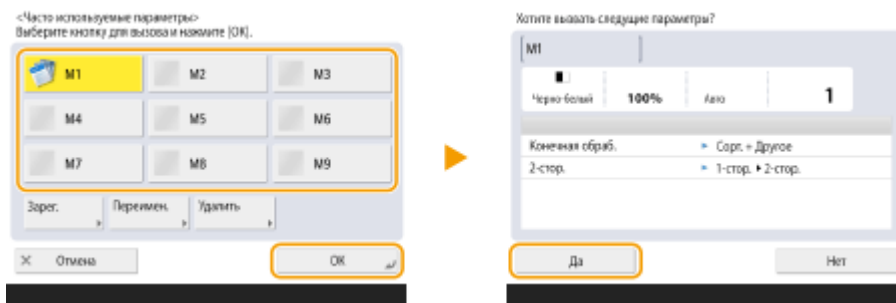 <Часто используемые параметры>
Выберите кнопку для вызова и нажмите [OK].
M1 M2 M3
M4 M5 M6
M7 M8 M9
Зарег. Переимен. Удалить
Отмена OK
Хотите вызвать следущие параметры?
M1
Черно-белый 100% Авто 1
Конечная обраб. Сорт. + Другое
2-стор. 1-стор. 2-стор.
Да Нет